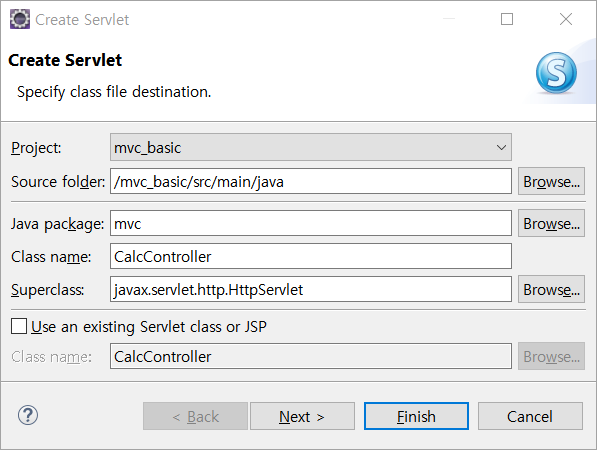 Create Servlet
Create Servlet
Specify class file destination.
S
Project: mvc_basic
Source folder: /mvc_basic/src/main/java Browse...
Java package: mvc Browse...
Class name: CalcController
Superclass: javax.servlet.http.HttpServlet Browse...
Use an existing Servlet class or JSP
Class name: CalcController Browse...
? < Back Next > Finish Cancel